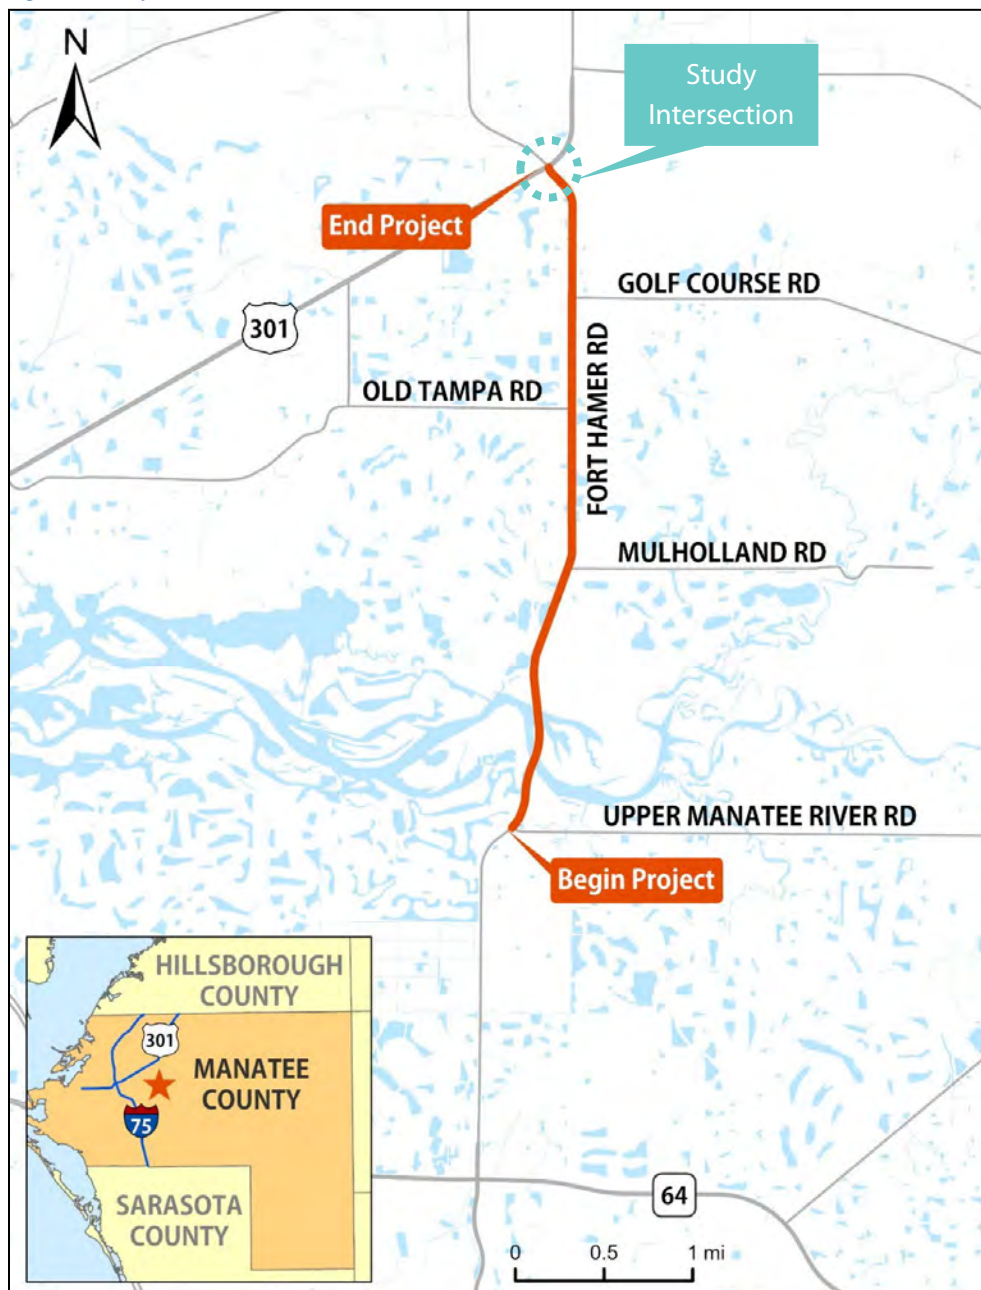 N
Study
Intersection
End Project
GOLF COURSE RD
301
OLD TAMPA RD
FORT HAMER RD
MULHOLLAND RD
UPPER MANATEE RIVER RD
Begin Project
HILLSBOROUGH
COUNTY
301
MANATEE
COUNTY
75
SARASOTA
COUNTY
64
0 0.5 1 mi